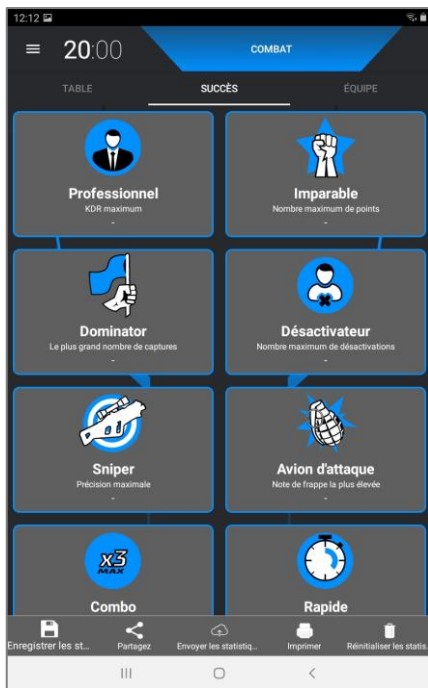 12:12
20:00
COMBAT
TABLE
SUCCÈS
ÉQUIPE
Professionnel
KDR maximum
-
Imparable
Nombre maximum de points
-
Dominator
Le plus grand nombre de captures
-
Désactivateur
Nombre maximum de désactivations
-
Sniper
Précision maximale
-
Avion d'attaque
Note de frappe la plus élevée
-
x3
MAX
Combo
Rapide
Enregistrer les st...
Partagez
Envoyer les statistiq...
Imprimer
Réinitialiser les statis.